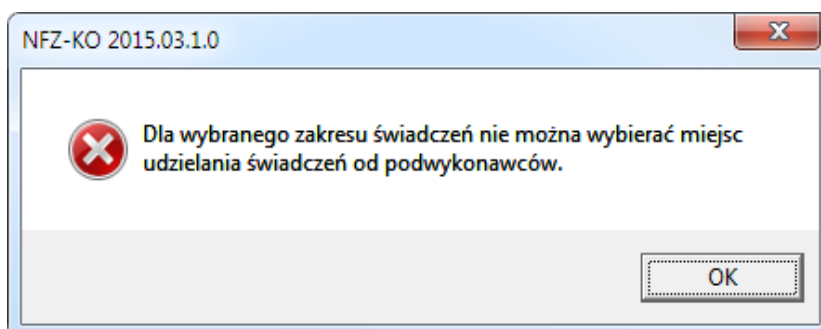 NFZ-KO 2015.03.1.0
Dla wybranego zakresu świadczeń nie można wybierać miejsc
udzielania świadczeń od podwykonawców.
OK